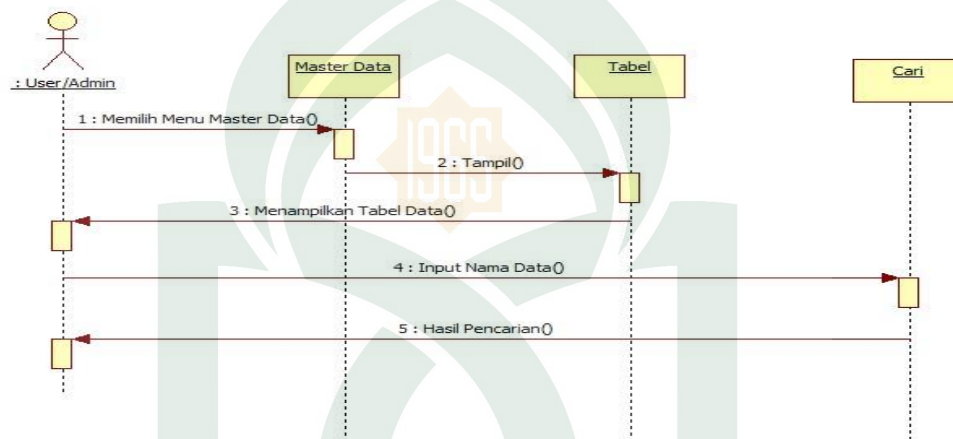 : User/Admin
Master Data
Tabel
Cari
1 : Memilih Menu Master Data()
2 : Tampil()
3 : Menampilkan Tabel Data()
4 : Input Nama Data()
5 : Hasil Pencarian()
1965